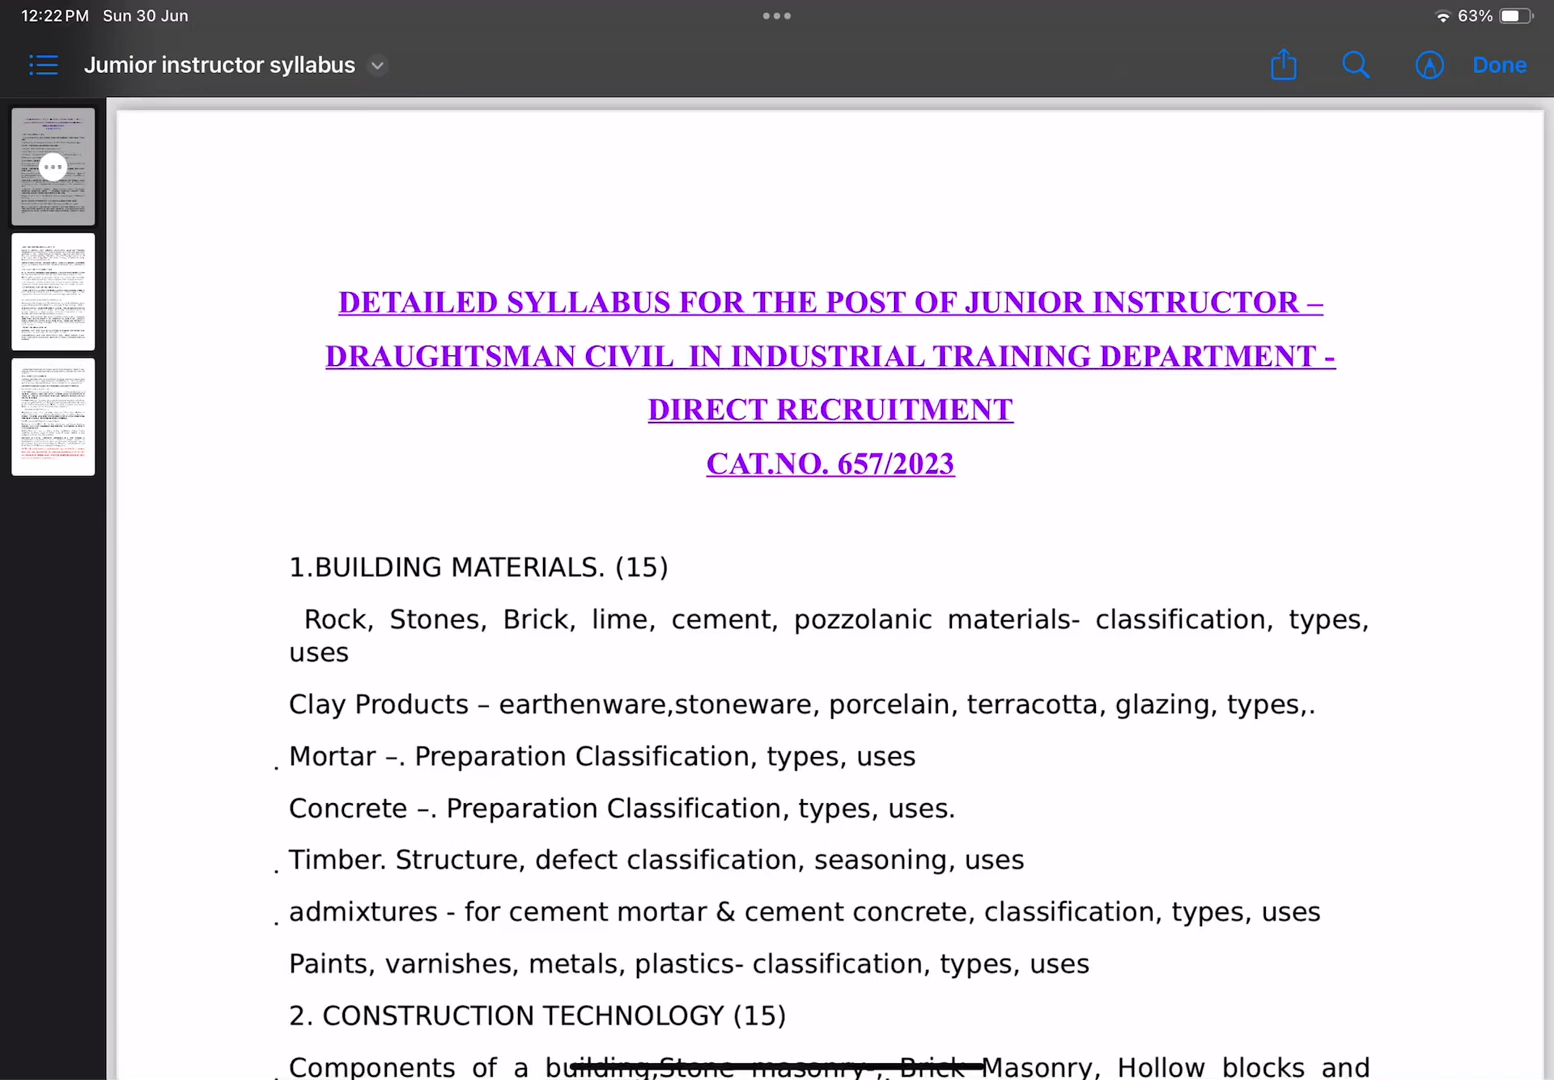 12:22 PM Sun 30 Jun
63%
Jumior instructor syllabus
Done
DETAILED SYLLABUS FOR THE POST OF JUNIOR INSTRUCTOR –
DRAUGHTSMAN CIVIL IN INDUSTRIAL TRAINING DEPARTMENT -
DIRECT RECRUITMENT
CAT.NO. 657/2023
1.BUILDING MATERIALS. (15)
Rock, Stones, Brick, lime, cement, pozzolanic materials- classification, types,
uses
Clay Products – earthenware,stoneware, porcelain, terracotta, glazing, types,.
. Mortar –. Preparation Classification, types, uses
Concrete –. Preparation Classification, types, uses.
. Timber. Structure, defect classification, seasoning, uses
. admixtures - for cement mortar & cement concrete, classification, types, uses
Paints, varnishes, metals, plastics- classification, types, uses
2. CONSTRUCTION TECHNOLOGY (15)
. Components of a building,Stone masonry-, Brick Masonry, Hollow blocks and